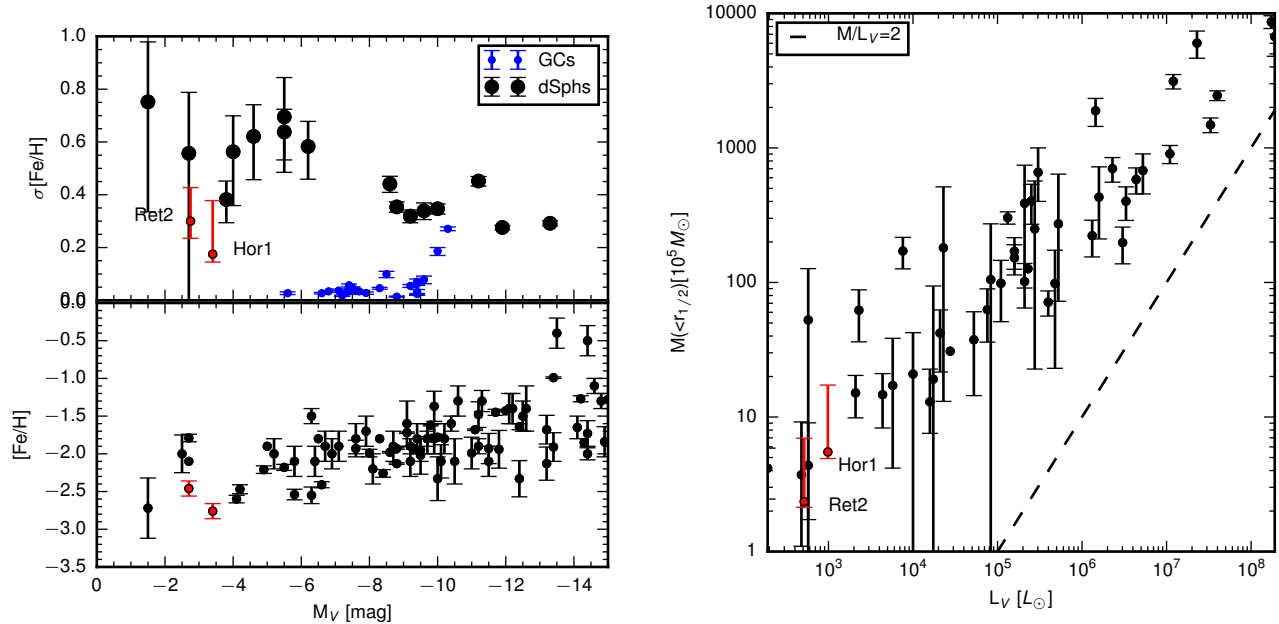 1.0
0.8
0.6
0.4
0.2
0.0
σ[Fe/H]
GCs
dSphs
Ret2
Hor1
0.0
−0.5
−1.0
−1.5
−2.0
−2.5
−3.0
−3.5
[Fe/H]
0 −2 −4 −6 −8 −10 −12 −14
M_V [mag]
10000
1000
100
10
1
M(<r_{1/2})[10^5 M_⊙]
M/L_V=2
Hor1
Ret2
10^3 10^4 10^5 10^6 10^7 10^8
L_V [L_⊙]